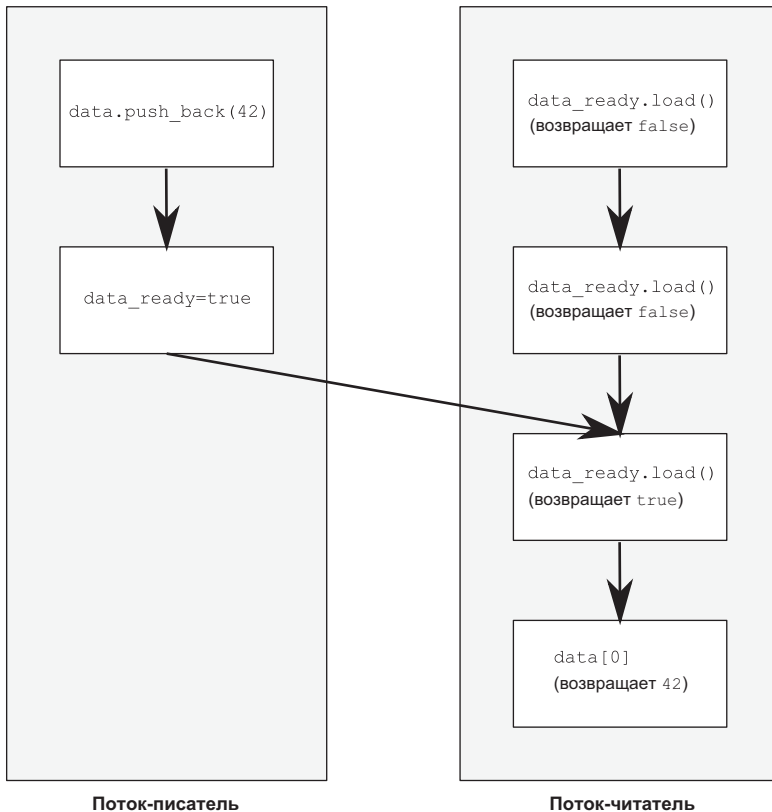 data.push_back(42)
data_ready=true
Поток-писатель
data_ready.load()
(возвращает false)
data_ready.load()
(возвращает false)
data_ready.load()
(возвращает true)
data[0]
(возвращает 42)
Поток-читатель